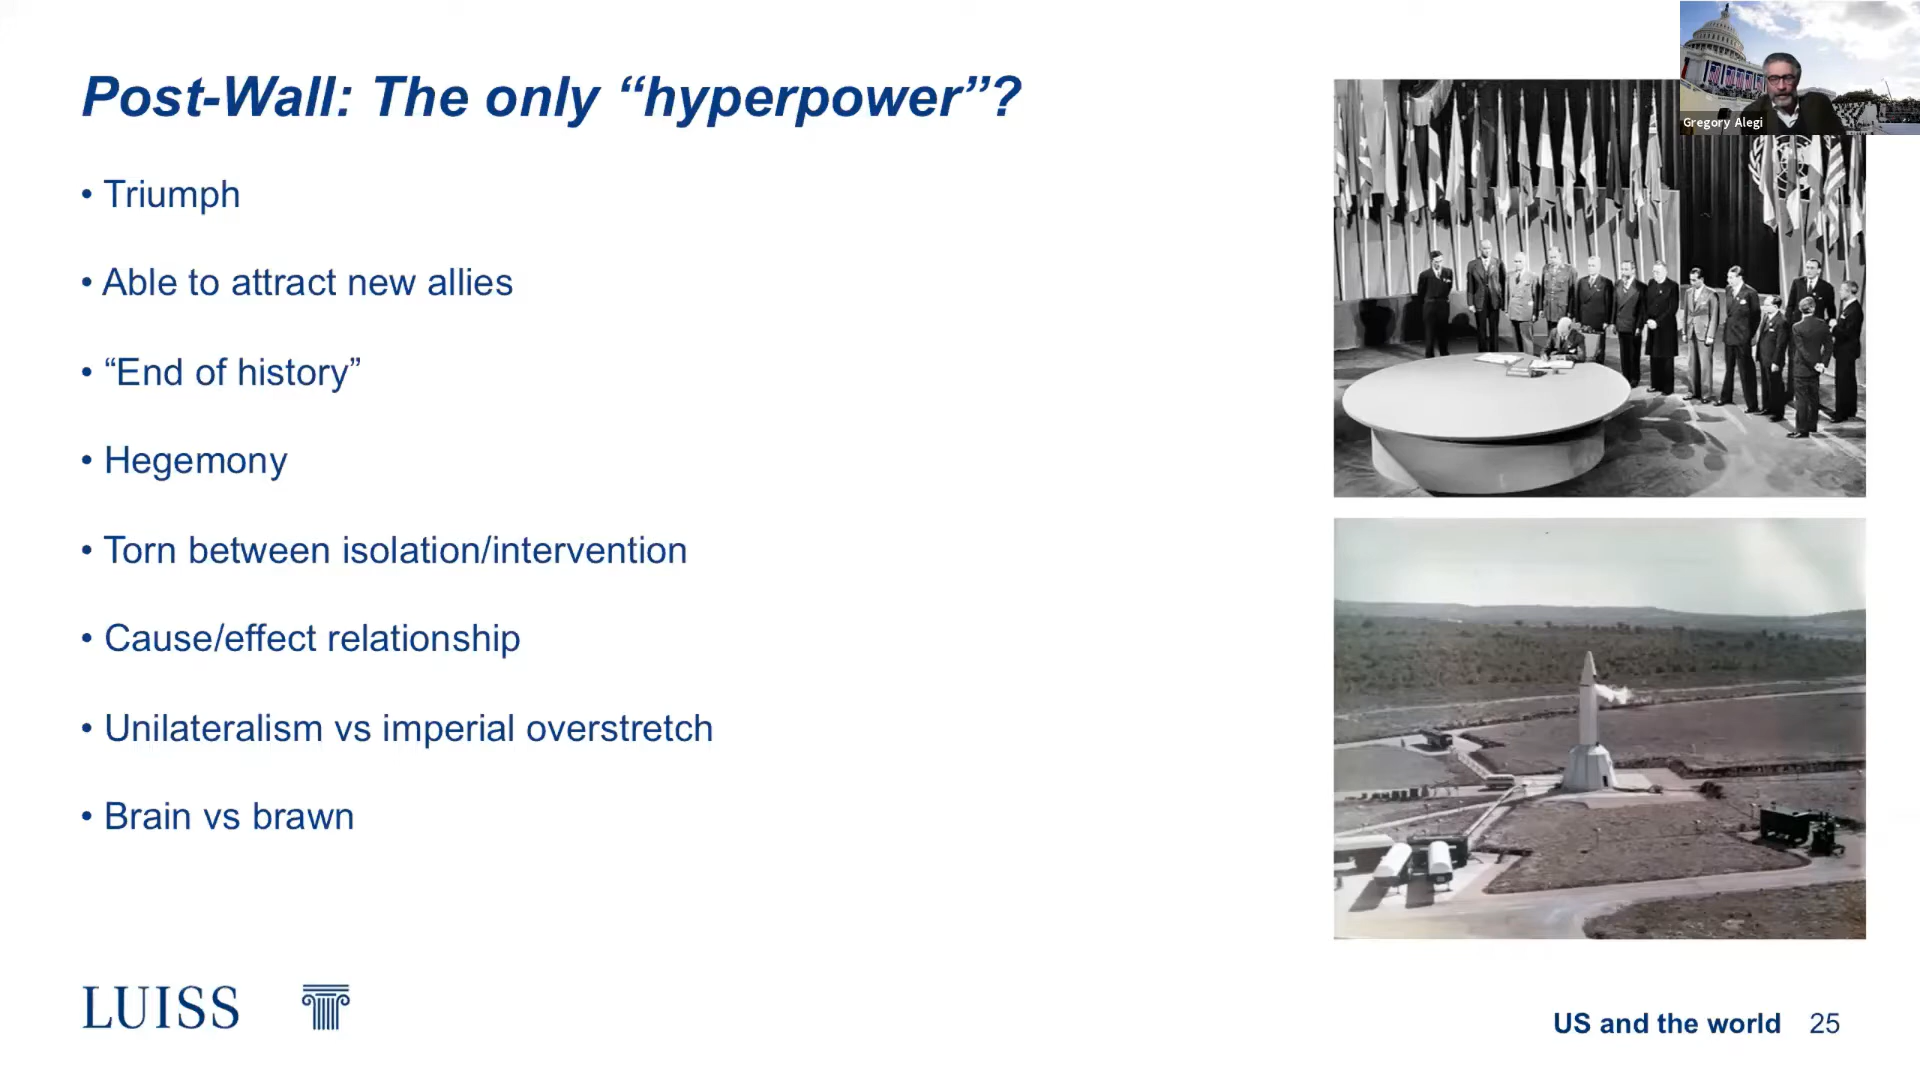 Post-Wall: The only “hyperpower”?
• Triumph
• Able to attract new allies
• “End of history”
• Hegemony
• Torn between isolation/intervention
• Cause/effect relationship
• Unilateralism vs imperial overstretch
• Brain vs brawn
Gregory Alegi
LUISS
US and the world 25